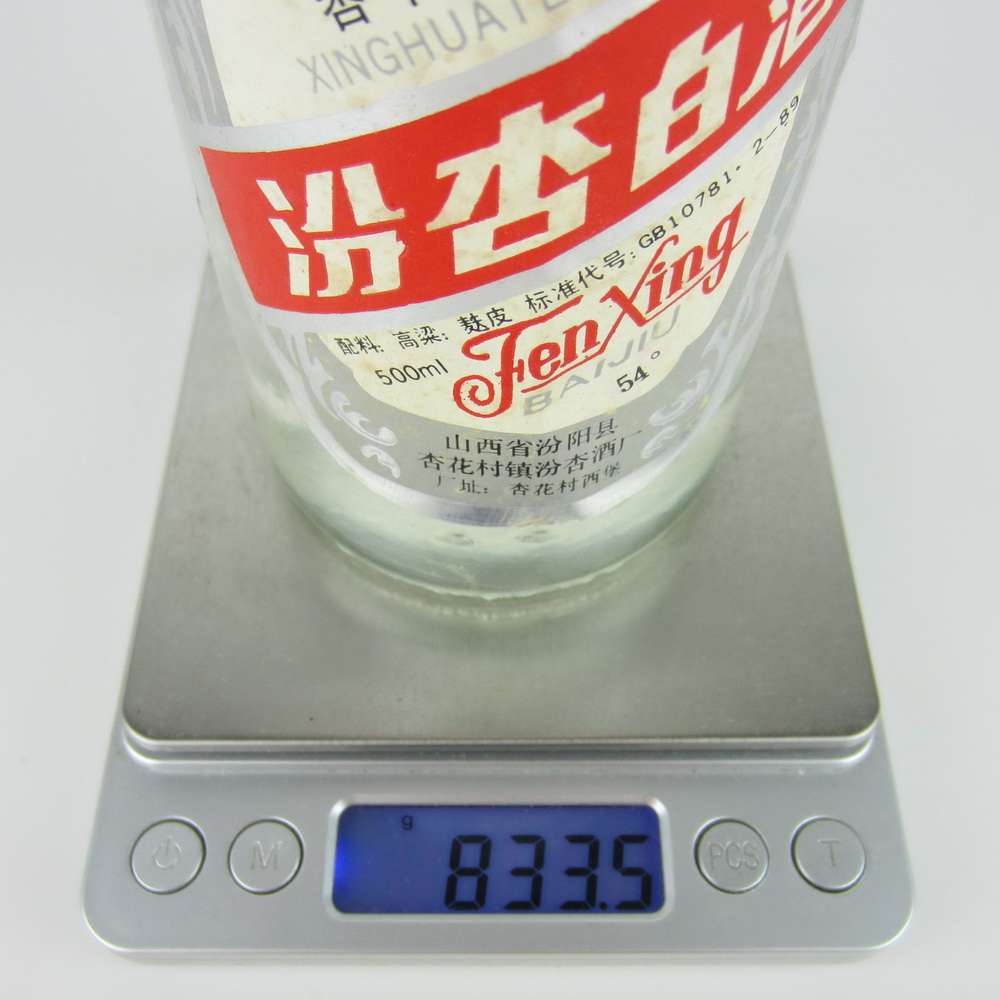 杏
XINGHUA
汾杏白酒
配料: 高粱: 麸皮 标准代号: GB10781·2—89
500ml
Fen Xing
BAIJIU
54°
山西省汾阳县
杏花村镇汾杏酒厂
厂址: 杏花村西堡
g
833.5
M
PCS
T